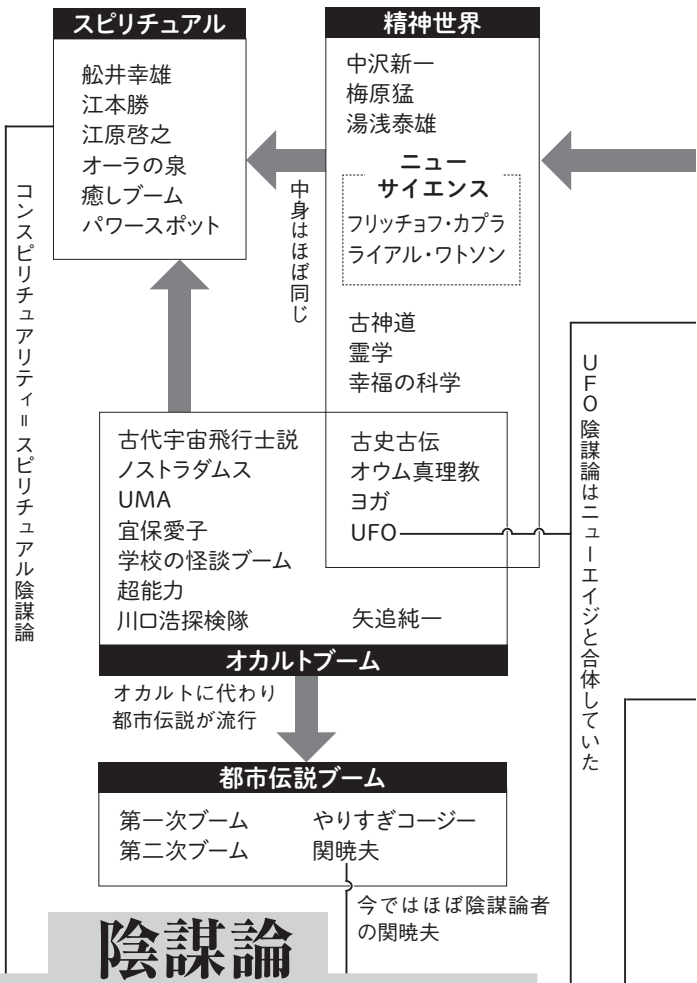 スピリチュアル
舩井幸雄
江本勝
江原啓之
オーラの泉
癒しブーム
パワースポット
精神世界
中沢新一
梅原猛
湯浅泰雄
ニュー
サイエンス
フリッチョフ・カプラ
ライアル・ワトソン
古神道
霊学
幸福の科学
中身はほぼ同じ
コンスピリチュアリティ=スピリチュアル陰謀論
古代宇宙飛行士説
ノストラダムス
UMA
宜保愛子
学校の怪談ブーム
超能力
川口浩探検隊
古史古伝
オウム真理教
ヨガ
UFO
矢追純一
オカルトブーム
UFO陰謀論はニューエイジと合体していた
オカルトに代わり
都市伝説が流行
都市伝説ブーム
第一次ブーム
第二次ブーム
やりすぎコージー
関暁夫
今ではほぼ陰謀論者
の関暁夫
陰謀論